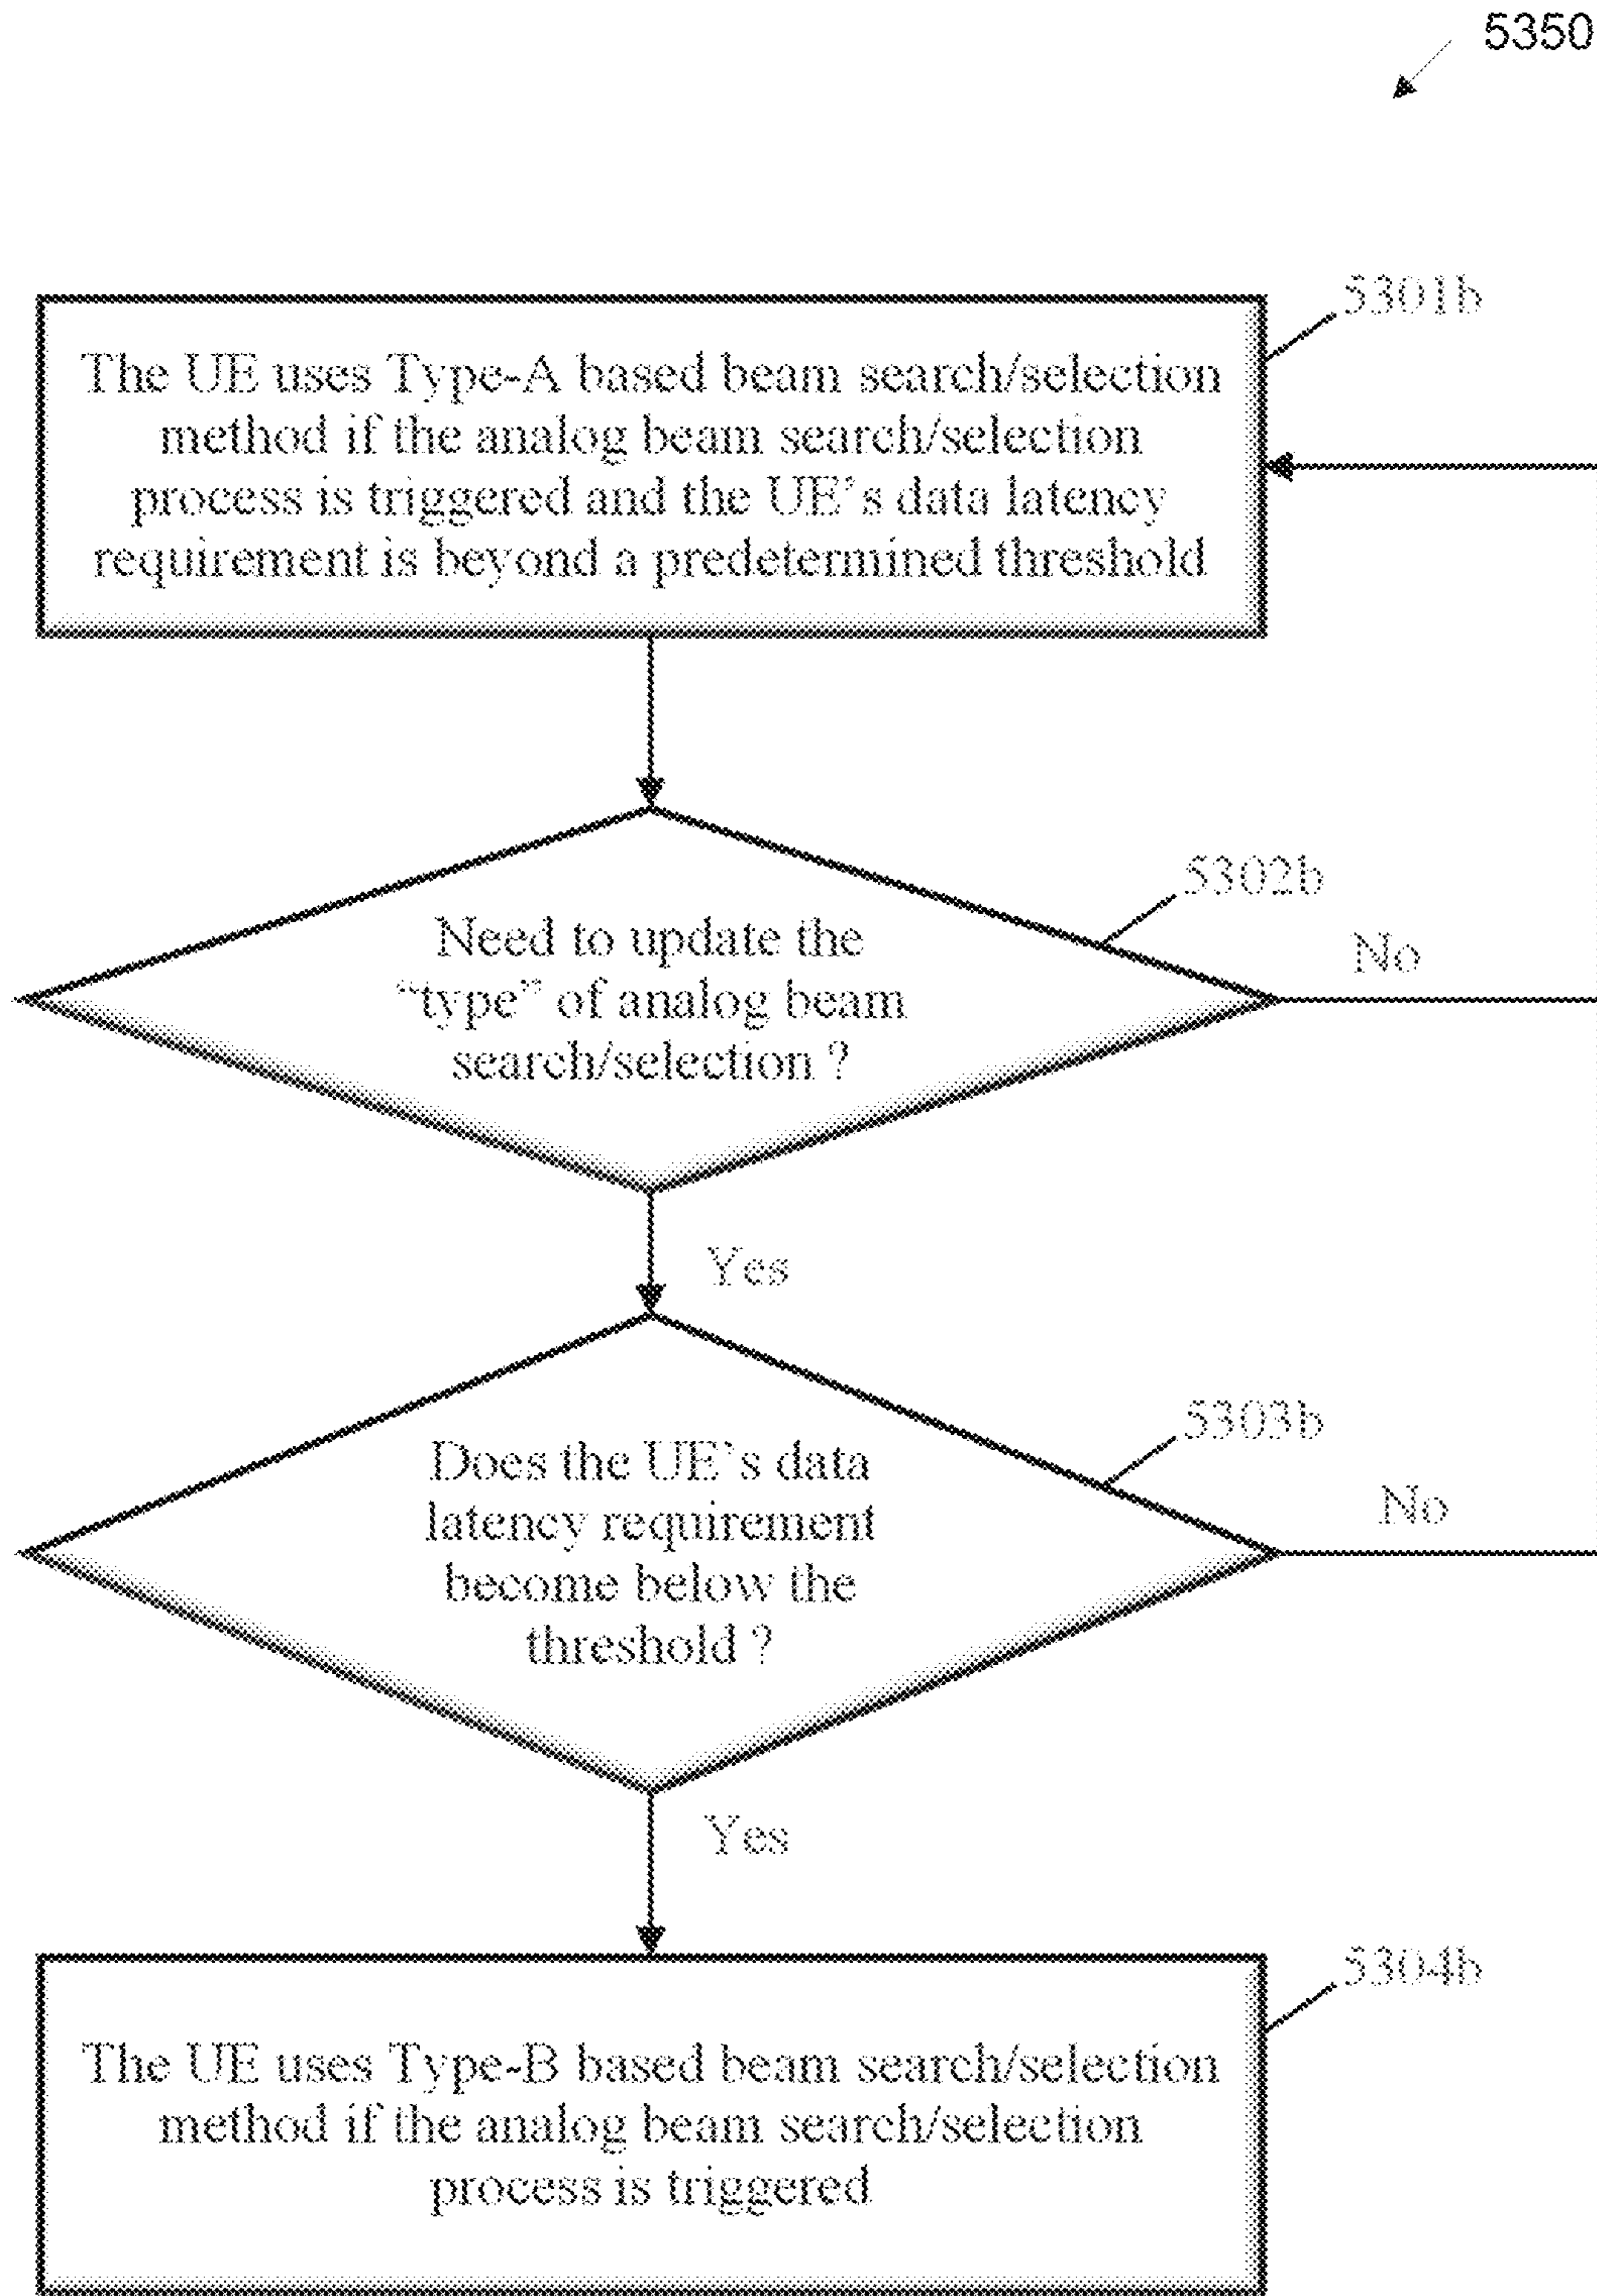 5350
5301b
The UE uses Type-A based beam search/selection
method if the analog beam search/selection
process is triggered and the UE's data latency
requirement is beyond a predetermined threshold
5302b
Need to update the
“type” of analog beam
search/selection ?
No
Yes
5303b
Does the UE's data
latency requirement
become below the
threshold ?
No
Yes
5304b
The UE uses Type-B based beam search/selection
method if the analog beam search/selection
process is triggered